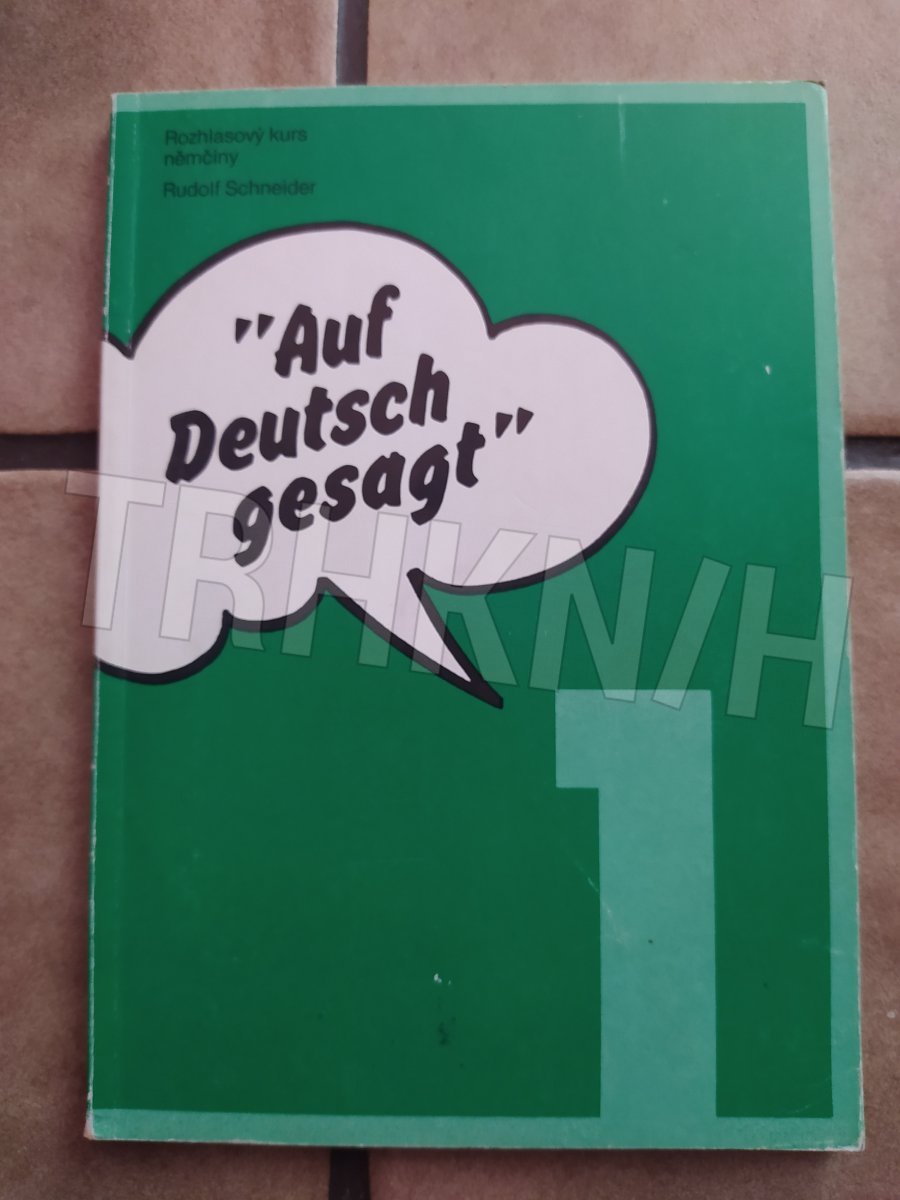 Rozhlasový kurs
němčiny
Rudolf Schneider
"Auf
Deutsch
gesagt"
TRHKNIH
1